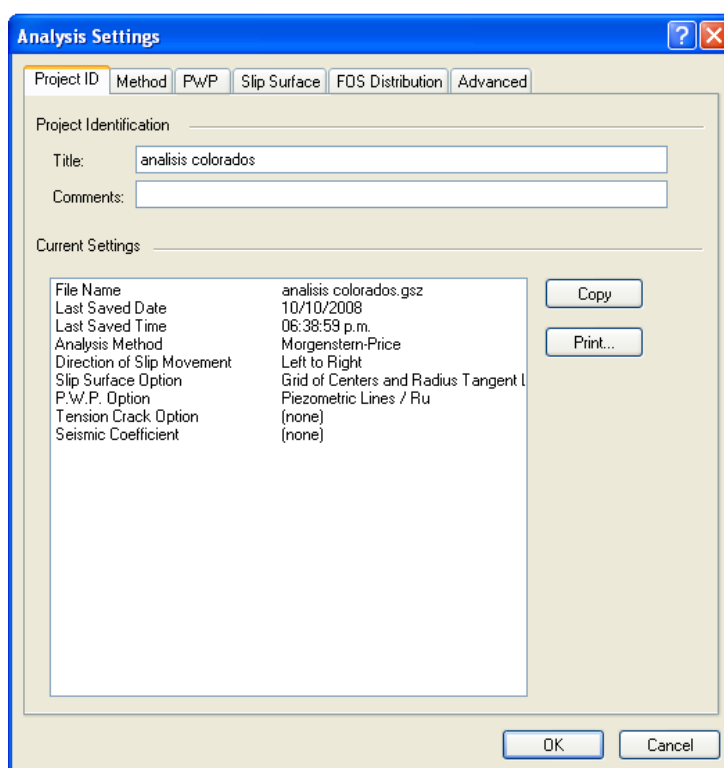 Analysis Settings
Project ID Method PWP Slip Surface FOS Distribution Advanced
Project Identification
Title: analisis colorados
Comments:
Current Settings
File Name analisis colorados.gsz
Last Saved Date 10/10/2008
Last Saved Time 06:38:59 p.m.
Analysis Method Morgenstern-Price
Direction of Slip Movement Left to Right
Slip Surface Option Grid of Centers and Radius Tangent L
P.W.P. Option Piezometric Lines / Ru
Tension Crack Option (none)
Seismic Coefficient (none)
Copy
Print...
OK Cancel